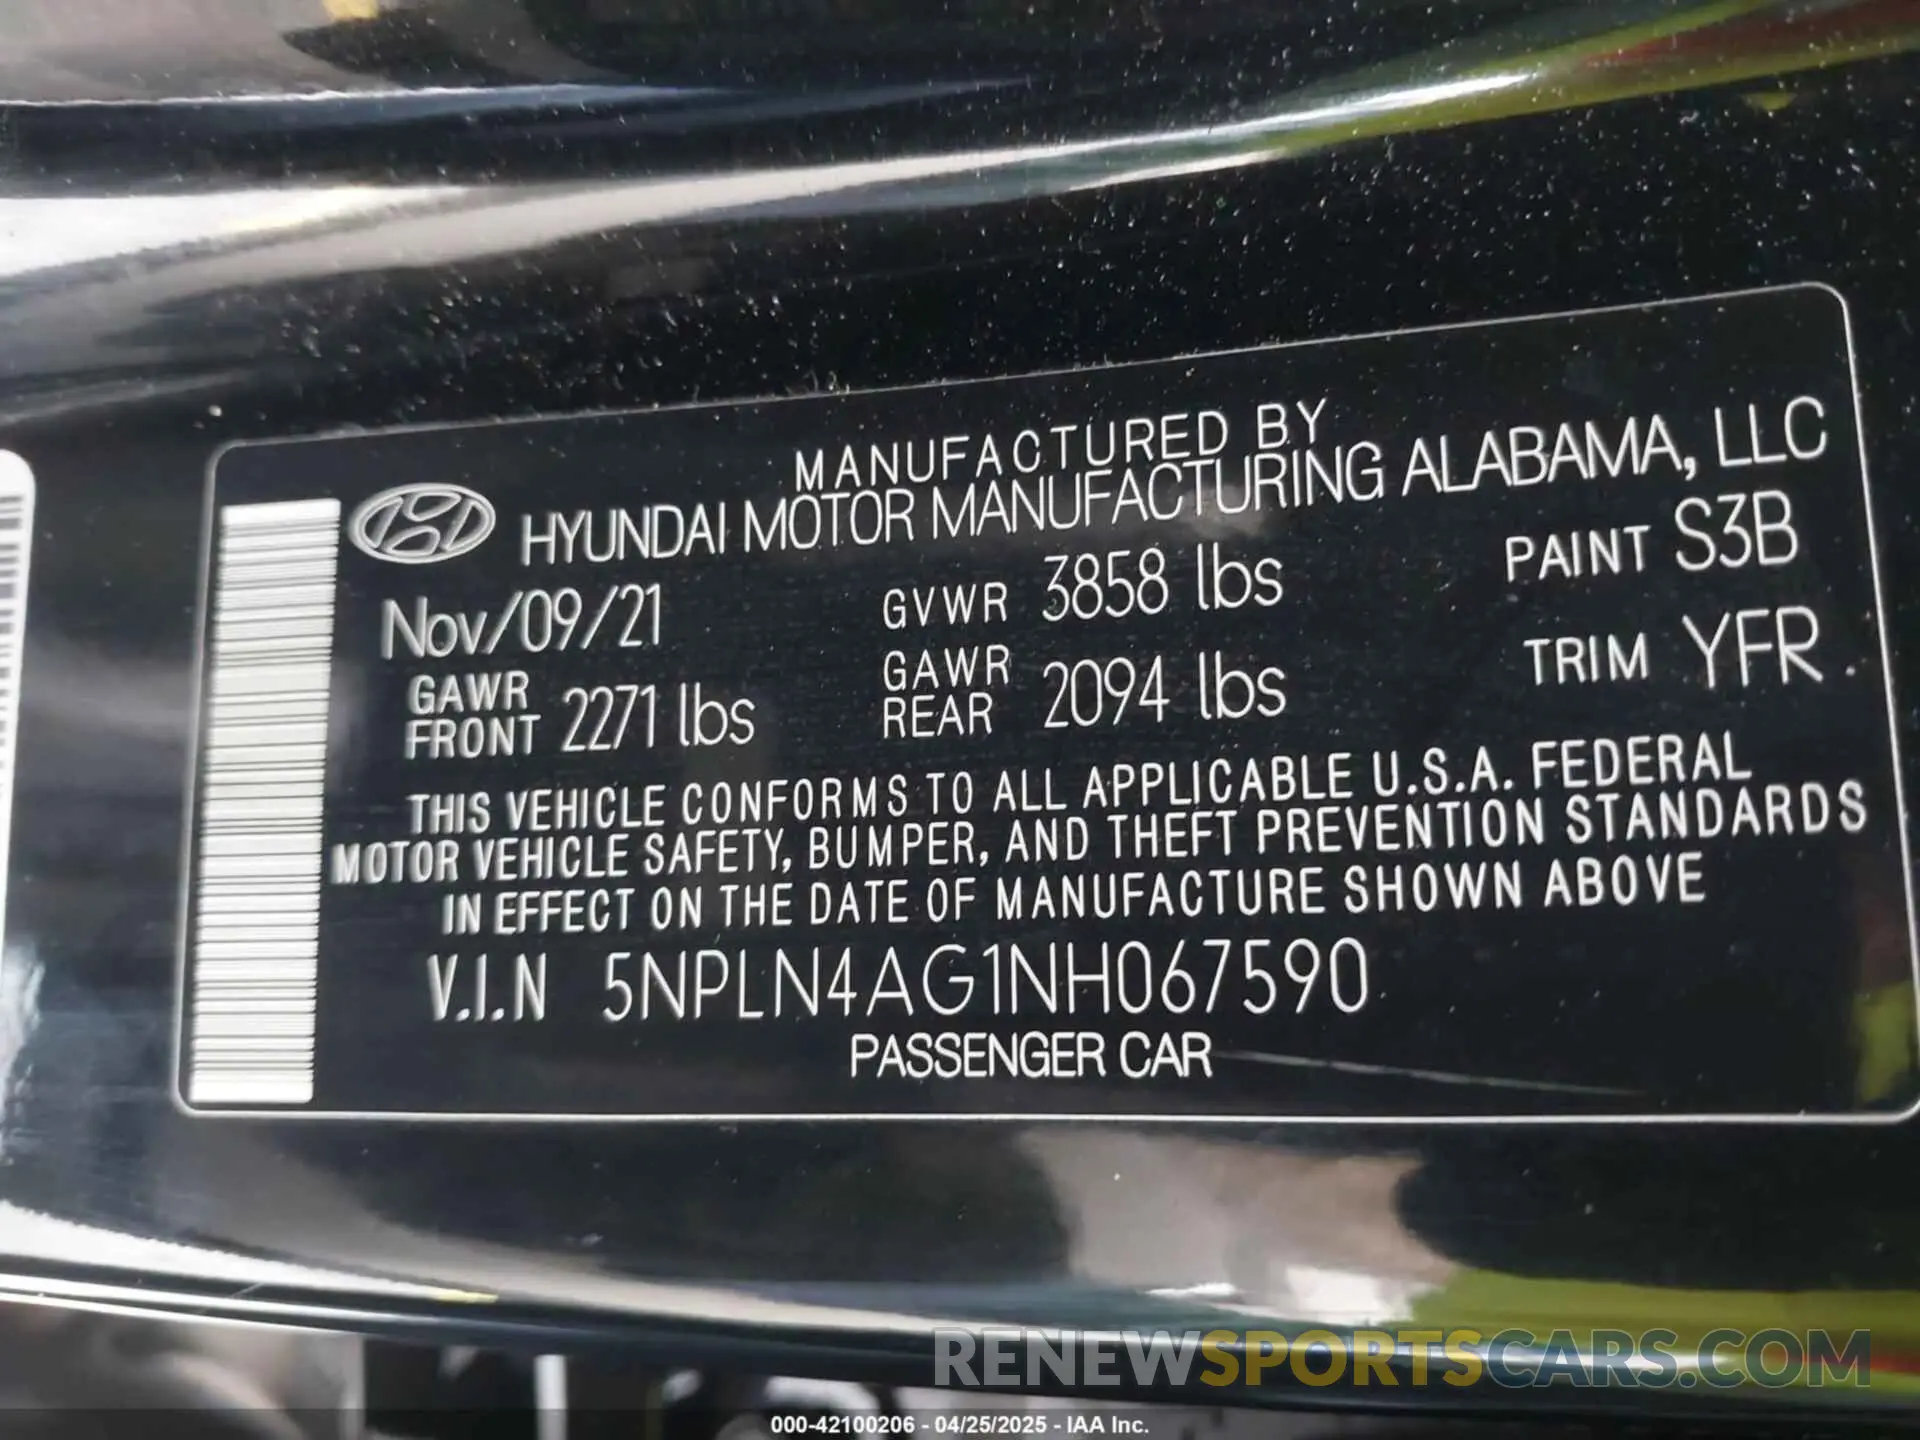 MANUFACTURED BY
HYUNDAI MOTOR MANUFACTURING ALABAMA, LLC
Nov/09/21 GVWR 3858 lbs PAINT S3B
GAWR FRONT 2271 lbs GAWR REAR 2094 lbs TRIM YFR
THIS VEHICLE CONFORMS TO ALL APPLICABLE U.S.A. FEDERAL
MOTOR VEHICLE SAFETY, BUMPER, AND THEFT PREVENTION STANDARDS
IN EFFECT ON THE DATE OF MANUFACTURE SHOWN ABOVE
V.I.N 5NPLN4AG1NH067590
PASSENGER CAR
RENEWSPORTSCARS.COM
000-42100206 - 04/25/2025 - IAA Inc.